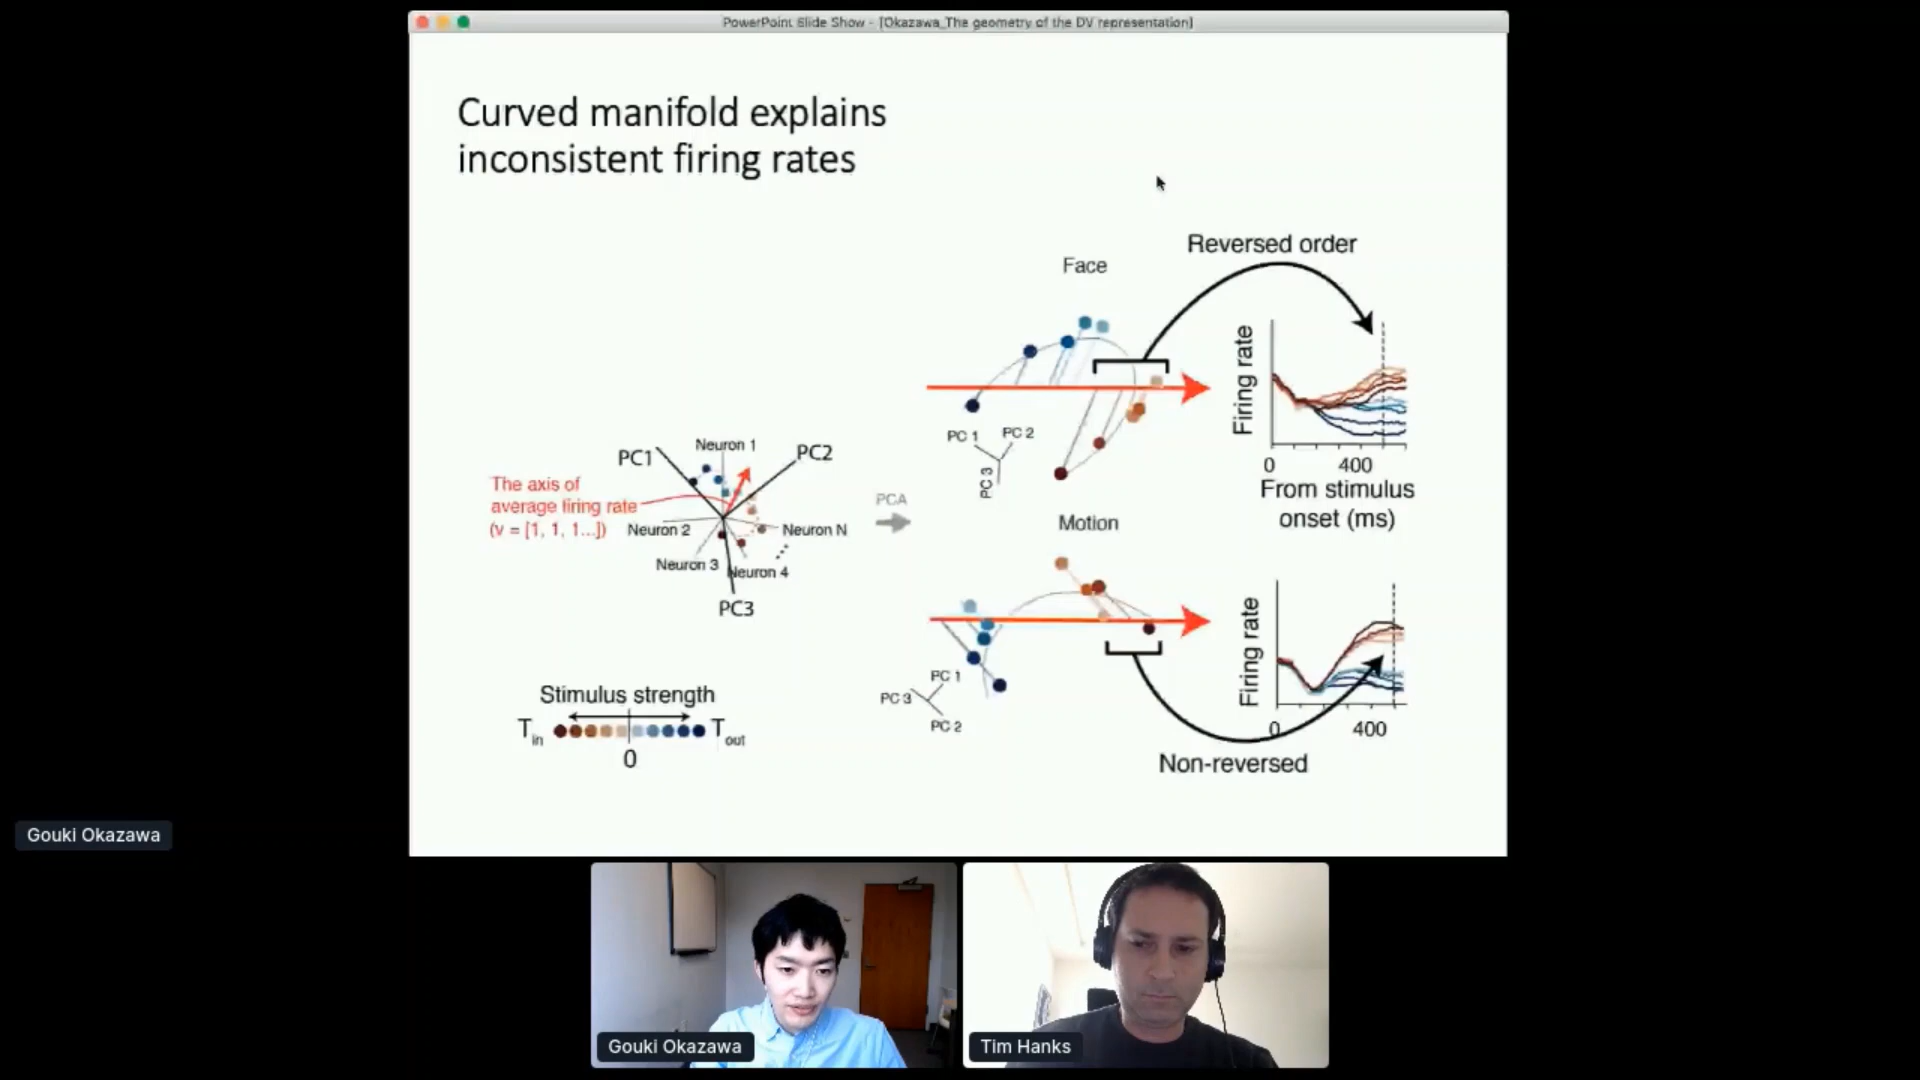 PowerPoint Slide Show - [Okazawa_The geometry of the DV representation]
Curved manifold explains
inconsistent firing rates
Reversed order
Face
Firing rate
0 400
From stimulus
onset (ms)
PC 1 PC 2
PC 3
PC1 Neuron 1 PC2
The axis of
average firing rate
(v = [1, 1, 1...])
Neuron 2 Neuron N
Neuron 3 Neuron 4
PC3
PCA
Motion
Firing rate
0 400
PC 1
PC 3
PC 2
Non-reversed
Stimulus strength
Tin Tout
0
Gouki Okazawa
Gouki Okazawa
Tim Hanks